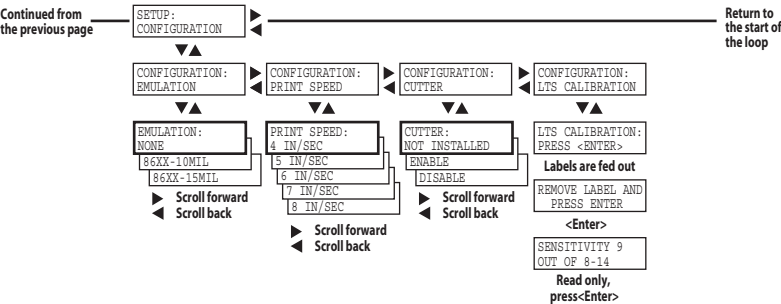 Continued from
the previous page
SETUP:
CONFIGURATION
Return to
the start of
the loop
CONFIGURATION:
EMULATION
CONFIGURATION:
PRINT SPEED
CONFIGURATION:
CUTTER
CONFIGURATION:
LTS CALIBRATION
EMULATION:
NONE
86XX-10MIL
86XX-15MIL
Scroll forward
Scroll back
PRINT SPEED:
4 IN/SEC
5 IN/SEC
6 IN/SEC
7 IN/SEC
8 IN/SEC
Scroll forward
Scroll back
CUTTER:
NOT INSTALLED
ENABLE
DISABLE
Scroll forward
Scroll back
LTS CALIBRATION:
PRESS <ENTER>
Labels are fed out
REMOVE LABEL AND
PRESS ENTER
<Enter>
SENSITIVITY 9
OUT OF 8-14
Read only,
press<Enter>